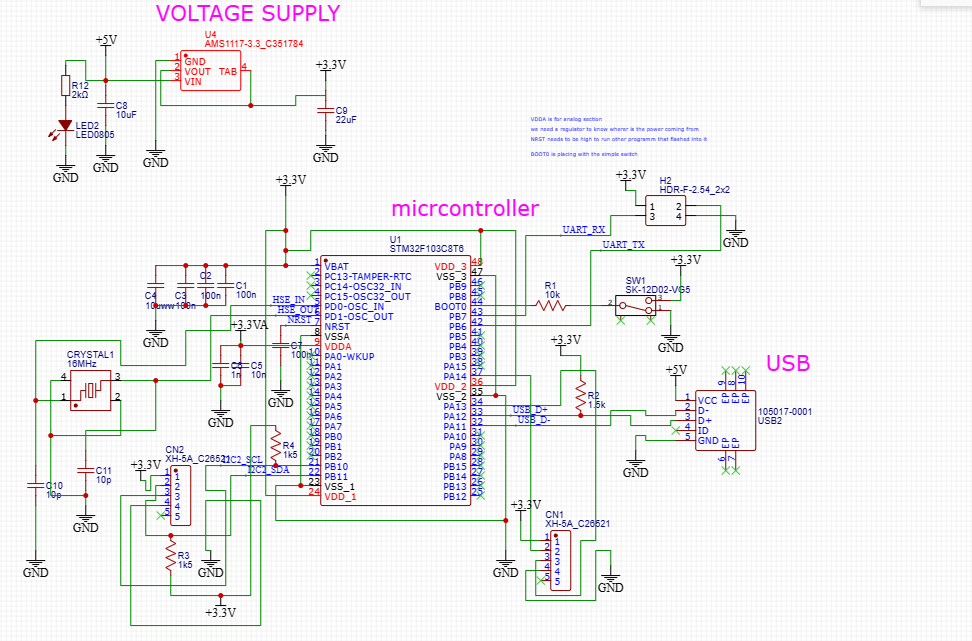 VOLTAGE SUPPLY
U4
AMS1117-3.3_C351784
+5V
1 GND
2 VOUT TAB 4
3 VIN
+3.3V
R12
2kΩ
C8
10uF
C9
22uF
LED2
LED0805
GND
GND
GND
GND
VDDA is for analog section
we need a regulator to know wherer is the power coming from
NRST needs to be high to run other programm that flashed into it
BOOT0 is placing with the simple switch
+3.3V
H2
HDR-F-2.54_2x2
1 2
3 4
UART_RX
UART_TX
GND
+3.3V
micrcontroller
U1
STM32F103C8T6
1 VBAT
2 PC13-TAMPER-RTC
3 PC14-OSC32_IN
4 PC15-OSC32_OUT
5 PD0-OSC_IN
6 PD1-OSC_OUT
7 NRST
8 VSSA
9 VDDA
10 PA0-WKUP
11 PA1
12 PA2
13 PA3
14 PA4
15 PA5
16 PA6
17 PA7
18 PB0
19 PB1
20 PB2
21 PB10
22 PB11
23 VSS_1
24 VDD_1
VDD_3 48
VSS_3 47
PB9 46
PB8 45
BOOT0 44
PB7 43
PB6 42
PB5 41
PB4 40
PB3 39
PA15 38
PA14 37
VDD_2 36
VSS_2 35
PA13 34
PA12 33
PA11 32
PA10 31
PA9 30
PA8 29
PB15 28
PB14 27
PB13 26
PB12 25
C4
C3
C2
100n
C1
100n
HSE_IN
HSE_OUT
NRST
GND
+3.3VA
C7
100n
C6
1n
C5
10n
GND
GND
CRYSTAL1
16MHz
4 3
1 2
C10
10p
C11
10p
GND
GND
CN2
+3.3V
1 1
2 2
3 3
4 4
5 5
I2C2_SCL
I2C2_SDA
R4
1k5
R3
1k5
GND
+3.3V
R1
10k
SW1
SK-12D02-VG5
2 3
1
+3.3V
GND
+3.3V
R2
1.5k
USB_D+
USB_D-
USB
+5V
1 VCC
2 D-
3 D+
4 ID
5 GND
9 8 10
EP EP EP
EP EP
6 7
105017-0001
USB2
GND
+3.3V
CN1
XH-5A_C26521
1 1
2 2
3 3
4 4
5 5
GND
GND